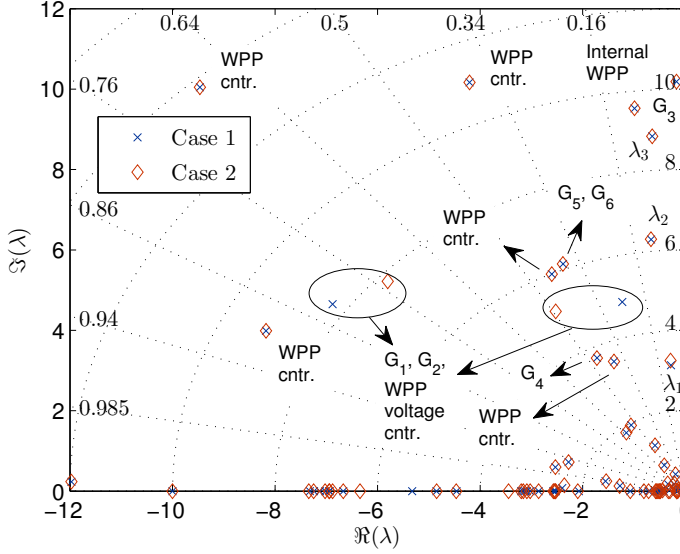 0.64 0.5 0.34 0.16
12
10
8
6
4
2
0
ℑ(λ)
0.76
0.86
0.94
0.985
WPP
cntr.
WPP
cntr.
Internal
WPP
10
G3
λ3
8
Case 1
Case 2
G5, G6
λ2
WPP
cntr.
6
4
WPP
cntr.
G1, G2,
WPP
voltage
cntr.
G4
WPP
cntr.
λ1
2
−12 −10 −8 −6 −4 −2
ℜ(λ)